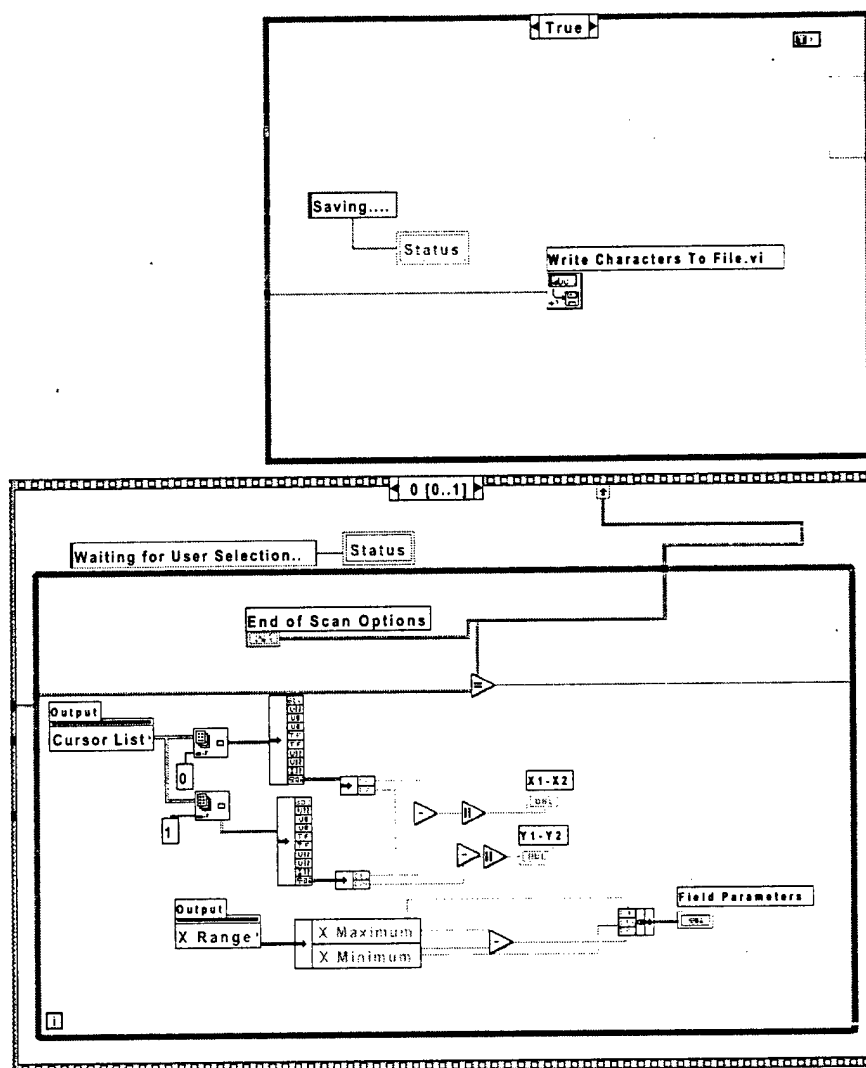 True
Saving....
Status
Write Characters To File.vi
0 [0..1]
Waiting for User Selection..
Status
End of Scan Options
Output
Cursor List
0
1
X1-X2
Y1-Y2
Output
X Range
X Maximum
X Minimum
Field Parameters
i